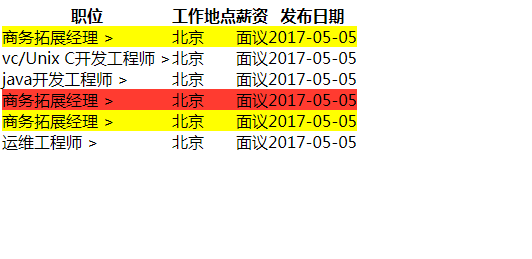 职位 工作地点 薪资 发布日期
商务拓展经理 > 北京 面议 2017-05-05
vc/Unix C开发工程师 > 北京 面议 2017-05-05
java开发工程师 > 北京 面议 2017-05-05
商务拓展经理 > 北京 面议 2017-05-05
商务拓展经理 > 北京 面议 2017-05-05
运维工程师 > 北京 面议 2017-05-05